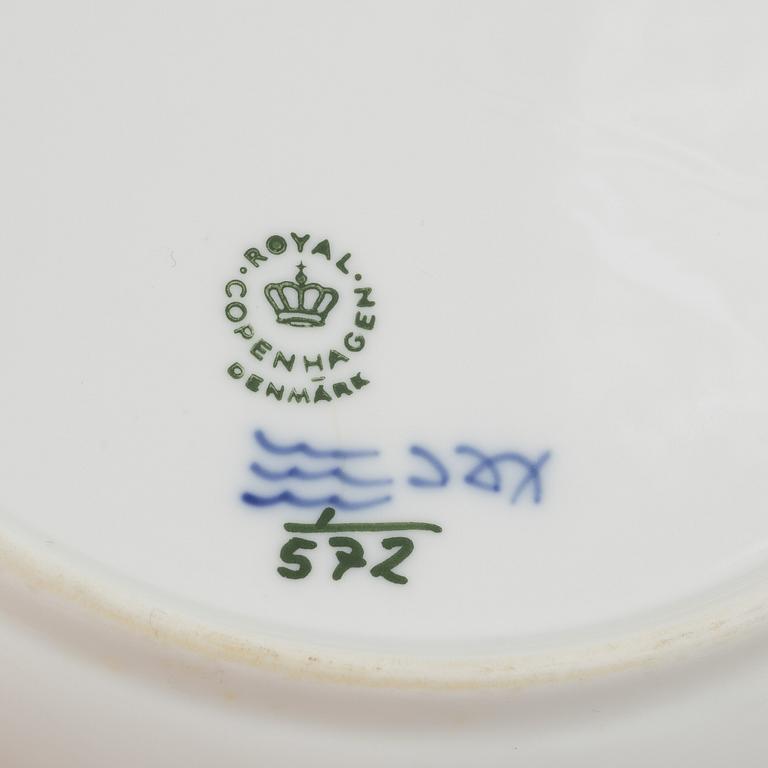 ROYAL
COPENHAGEN
DENMARK
1
572